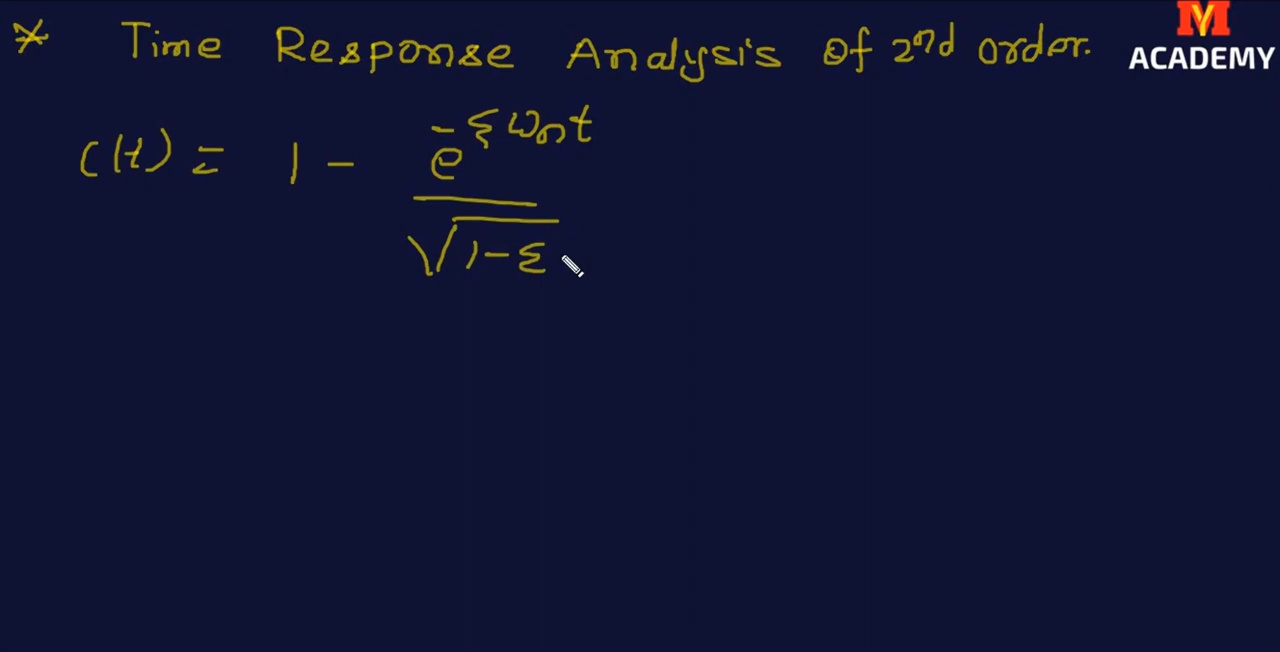 * Time Response Analysis Of 2nd order.
M
ACADEMY
c(t) = 1 - e^-ξωnt / √1-ξ